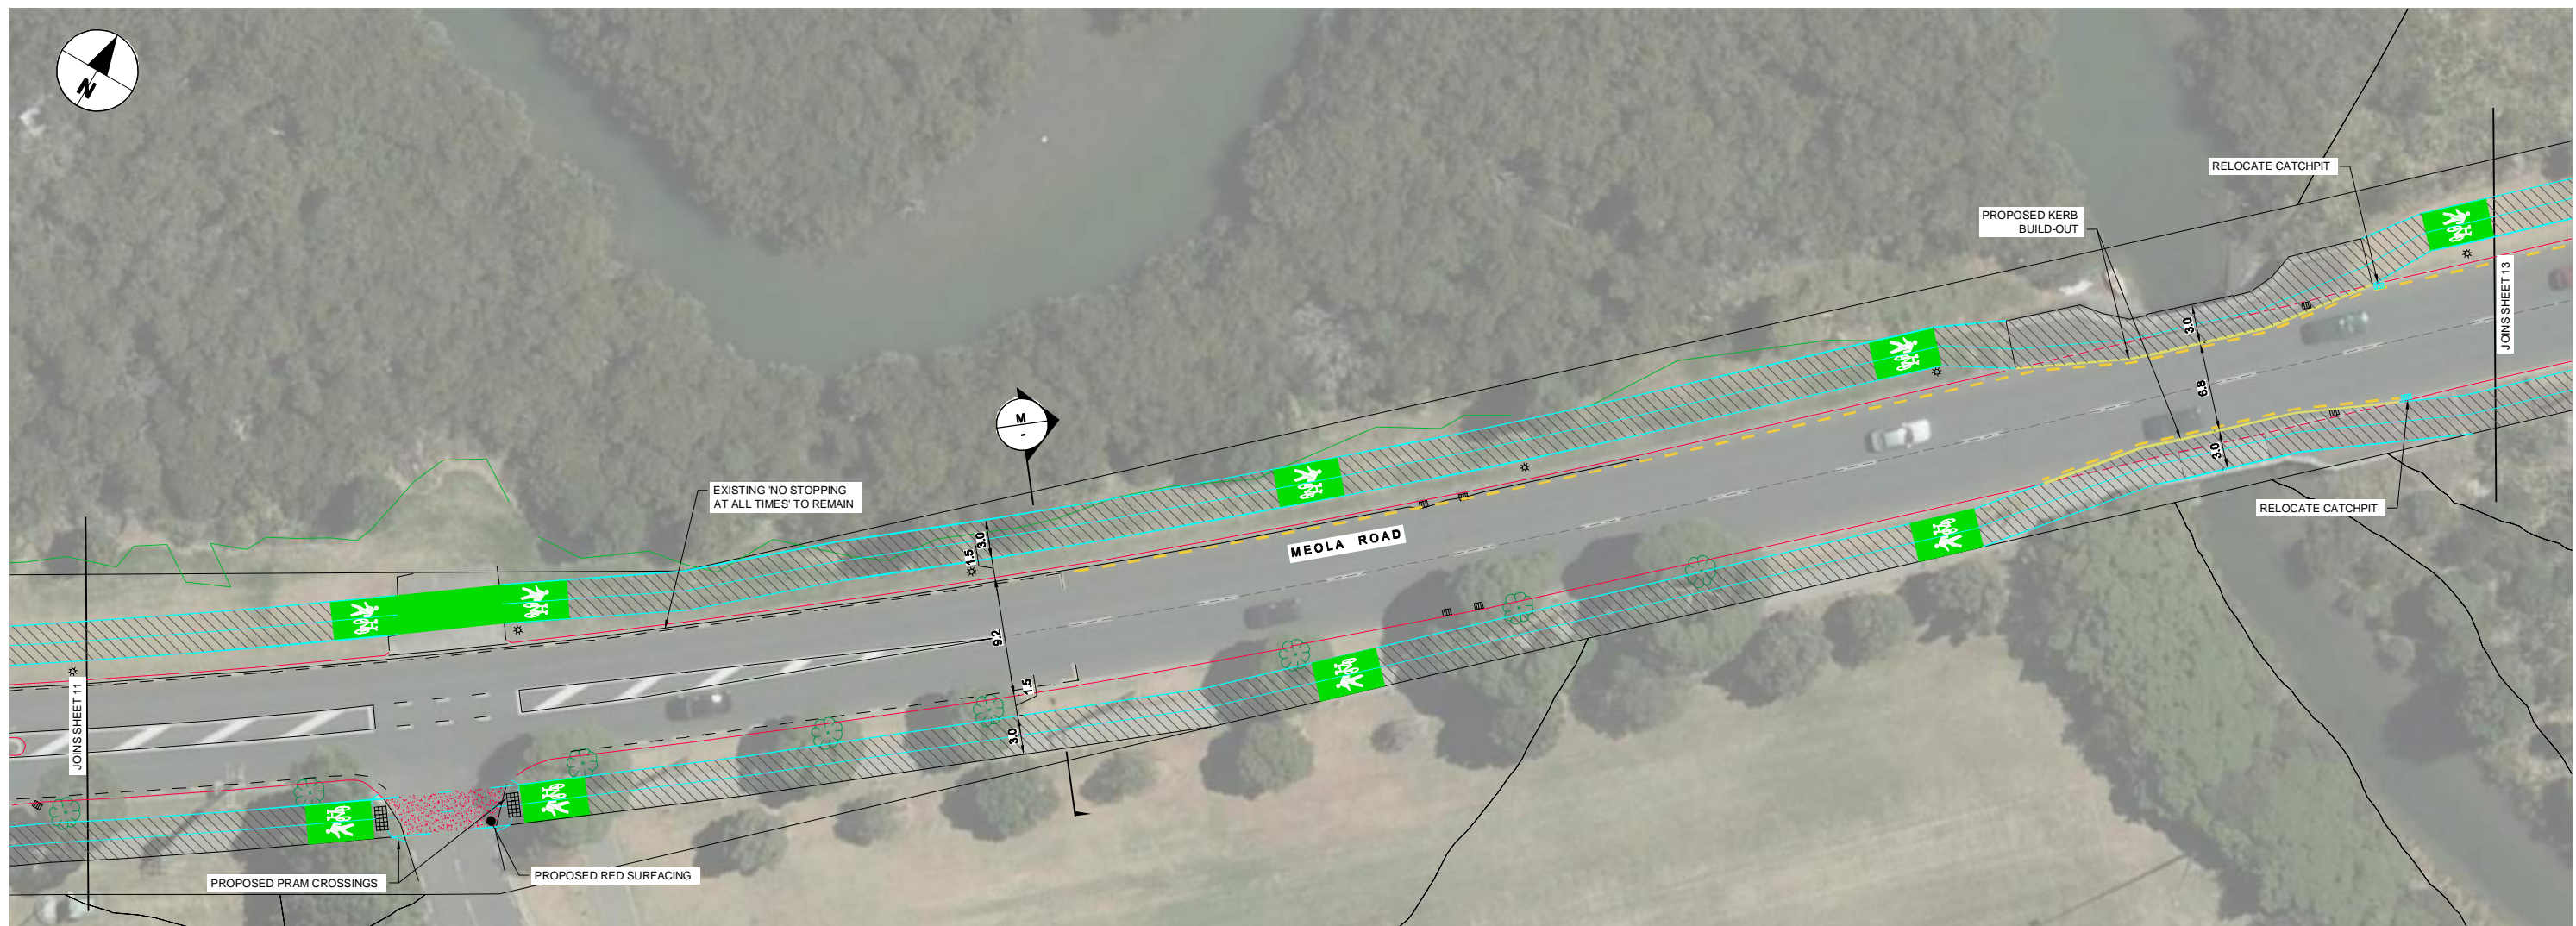 N
RELOCATE CATCHPIT
PROPOSED KERB
BUILD-OUT
JOINS SHEET 13
3.0
6.8
3.0
M
-
EXISTING 'NO STOPPING
AT ALL TIMES' TO REMAIN
RELOCATE CATCHPIT
MEOLA ROAD
3.0
1.5
9.2
1.5
3.0
JOINS SHEET 11
PROPOSED PRAM CROSSINGS
PROPOSED RED SURFACING